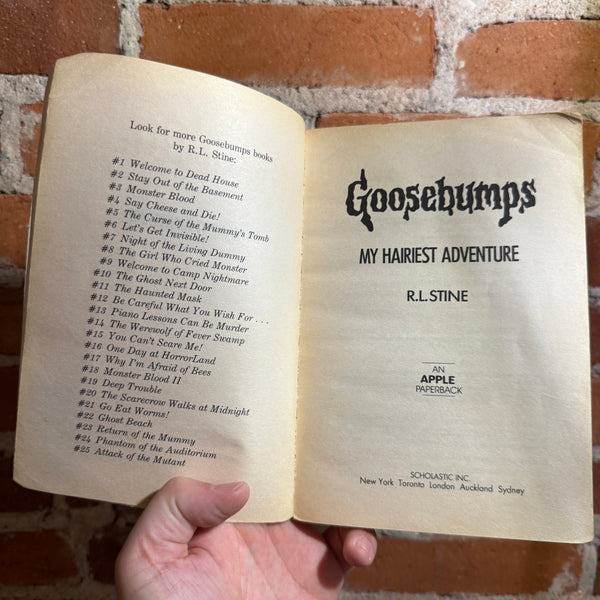 Look for more Goosebumps books
by R.L. Stine:
#1 Welcome to Dead House
#2 Stay Out of the Basement
#3 Monster Blood
#4 Say Cheese and Die!
#5 The Curse of the Mummy's Tomb
#6 Let's Get Invisible!
#7 Night of the Living Dummy
#8 The Girl Who Cried Monster
#9 Welcome to Camp Nightmare
#10 The Ghost Next Door
#11 The Haunted Mask
#12 Be Careful What You Wish For . . .
#13 Piano Lessons Can Be Murder
#14 The Werewolf of Fever Swamp
#15 You Can't Scare Me!
#16 One Day at HorrorLand
#17 Why I'm Afraid of Bees
#18 Monster Blood II
#19 Deep Trouble
#20 The Scarecrow Walks at Midnight
#21 Go Eat Worms!
#22 Ghost Beach
#23 Return of the Mummy
#24 Phantom of the Auditorium
#25 Attack of the Mutant
Goosebumps
MY HAIRIEST ADVENTURE
R.L.STINE
AN
APPLE
PAPERBACK
SCHOLASTIC INC.
New York Toronto London Auckland Sydney